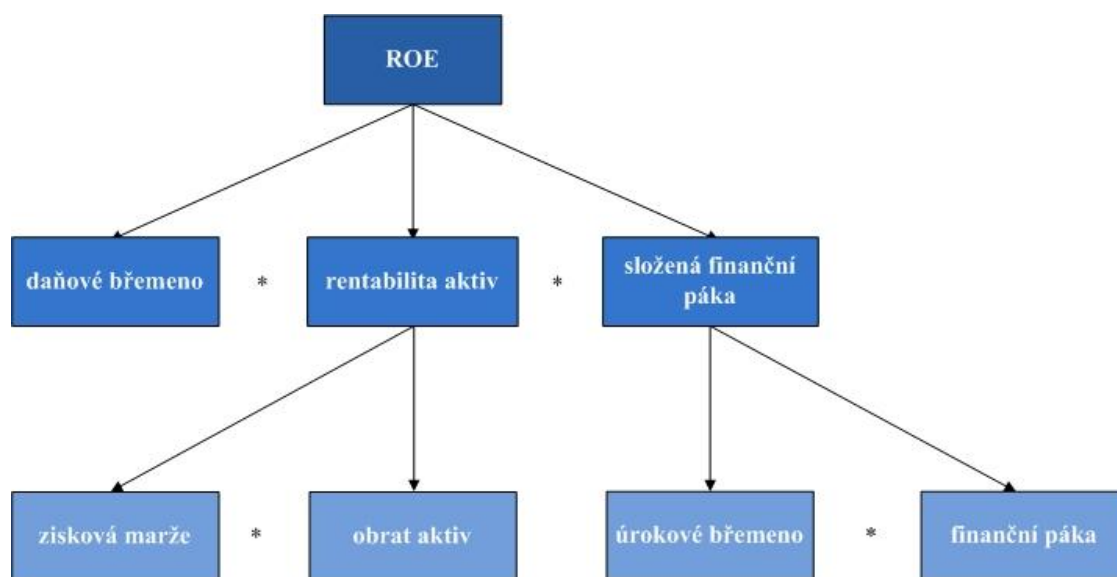 ROE
daňové břemeno * rentabilita aktiv * složená finanční
páka
zisková marže * obrat aktiv úrokové břemeno * finanční páka